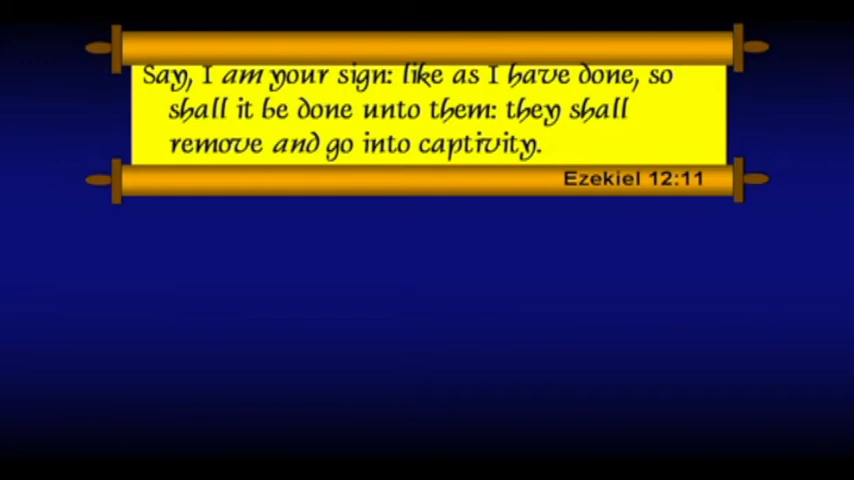 Say, I am your sign: like as I have done, so
shall it be done unto them: they shall
remove and go into captivity.
Ezekiel 12:11